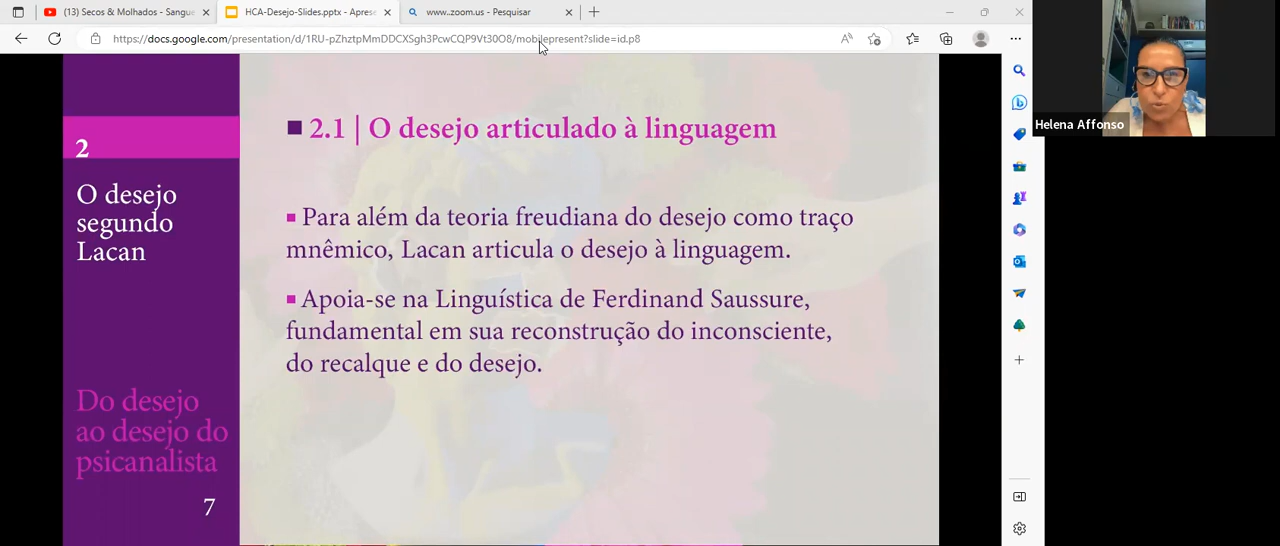 (13) Secos & Molhados - Sangue
HCA-Desejo-Slides.pptx - Aprese
www..zoom.us - Pesquisar
https://docs.google.com/presentation/d/1RU-pZhztpMmDDCXSgh3PcwCQP9Vt30O8/mobilepresent?slide=id.p8
Helena Affonso
2
O desejo
segundo
Lacan
Do desejo
ao desejo do
psicanalista
7
2.1 | O desejo articulado à linguagem
Para além da teoria freudiana do desejo como traço
mnêmico, Lacan articula o desejo à linguagem.
Apoia-se na Linguística de Ferdinand Saussure,
fundamental em sua reconstrução do inconsciente,
do recalque e do desejo.